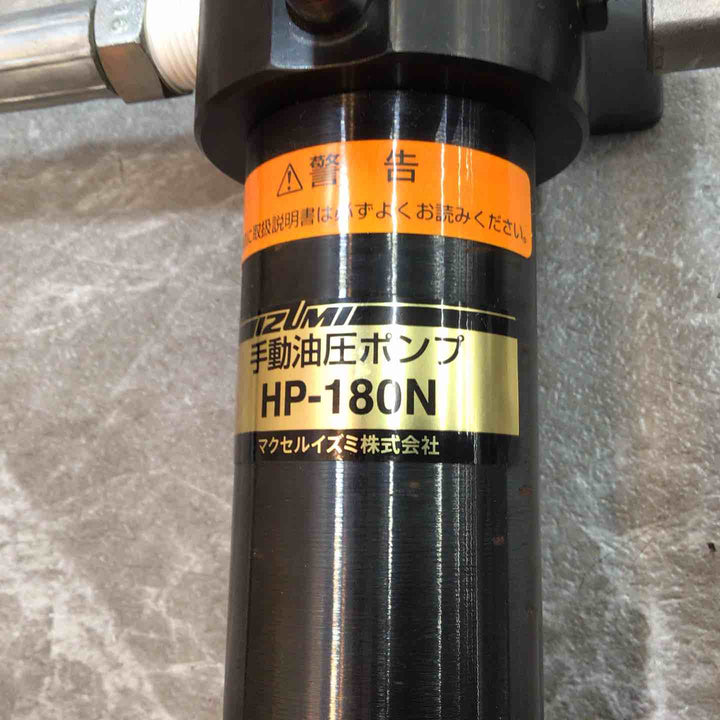 ⚠警告
に取扱説明書は必ずよくお読みください。
IZUMI
手動油圧ポンプ
HP-180N
マクセルイズミ株式会社